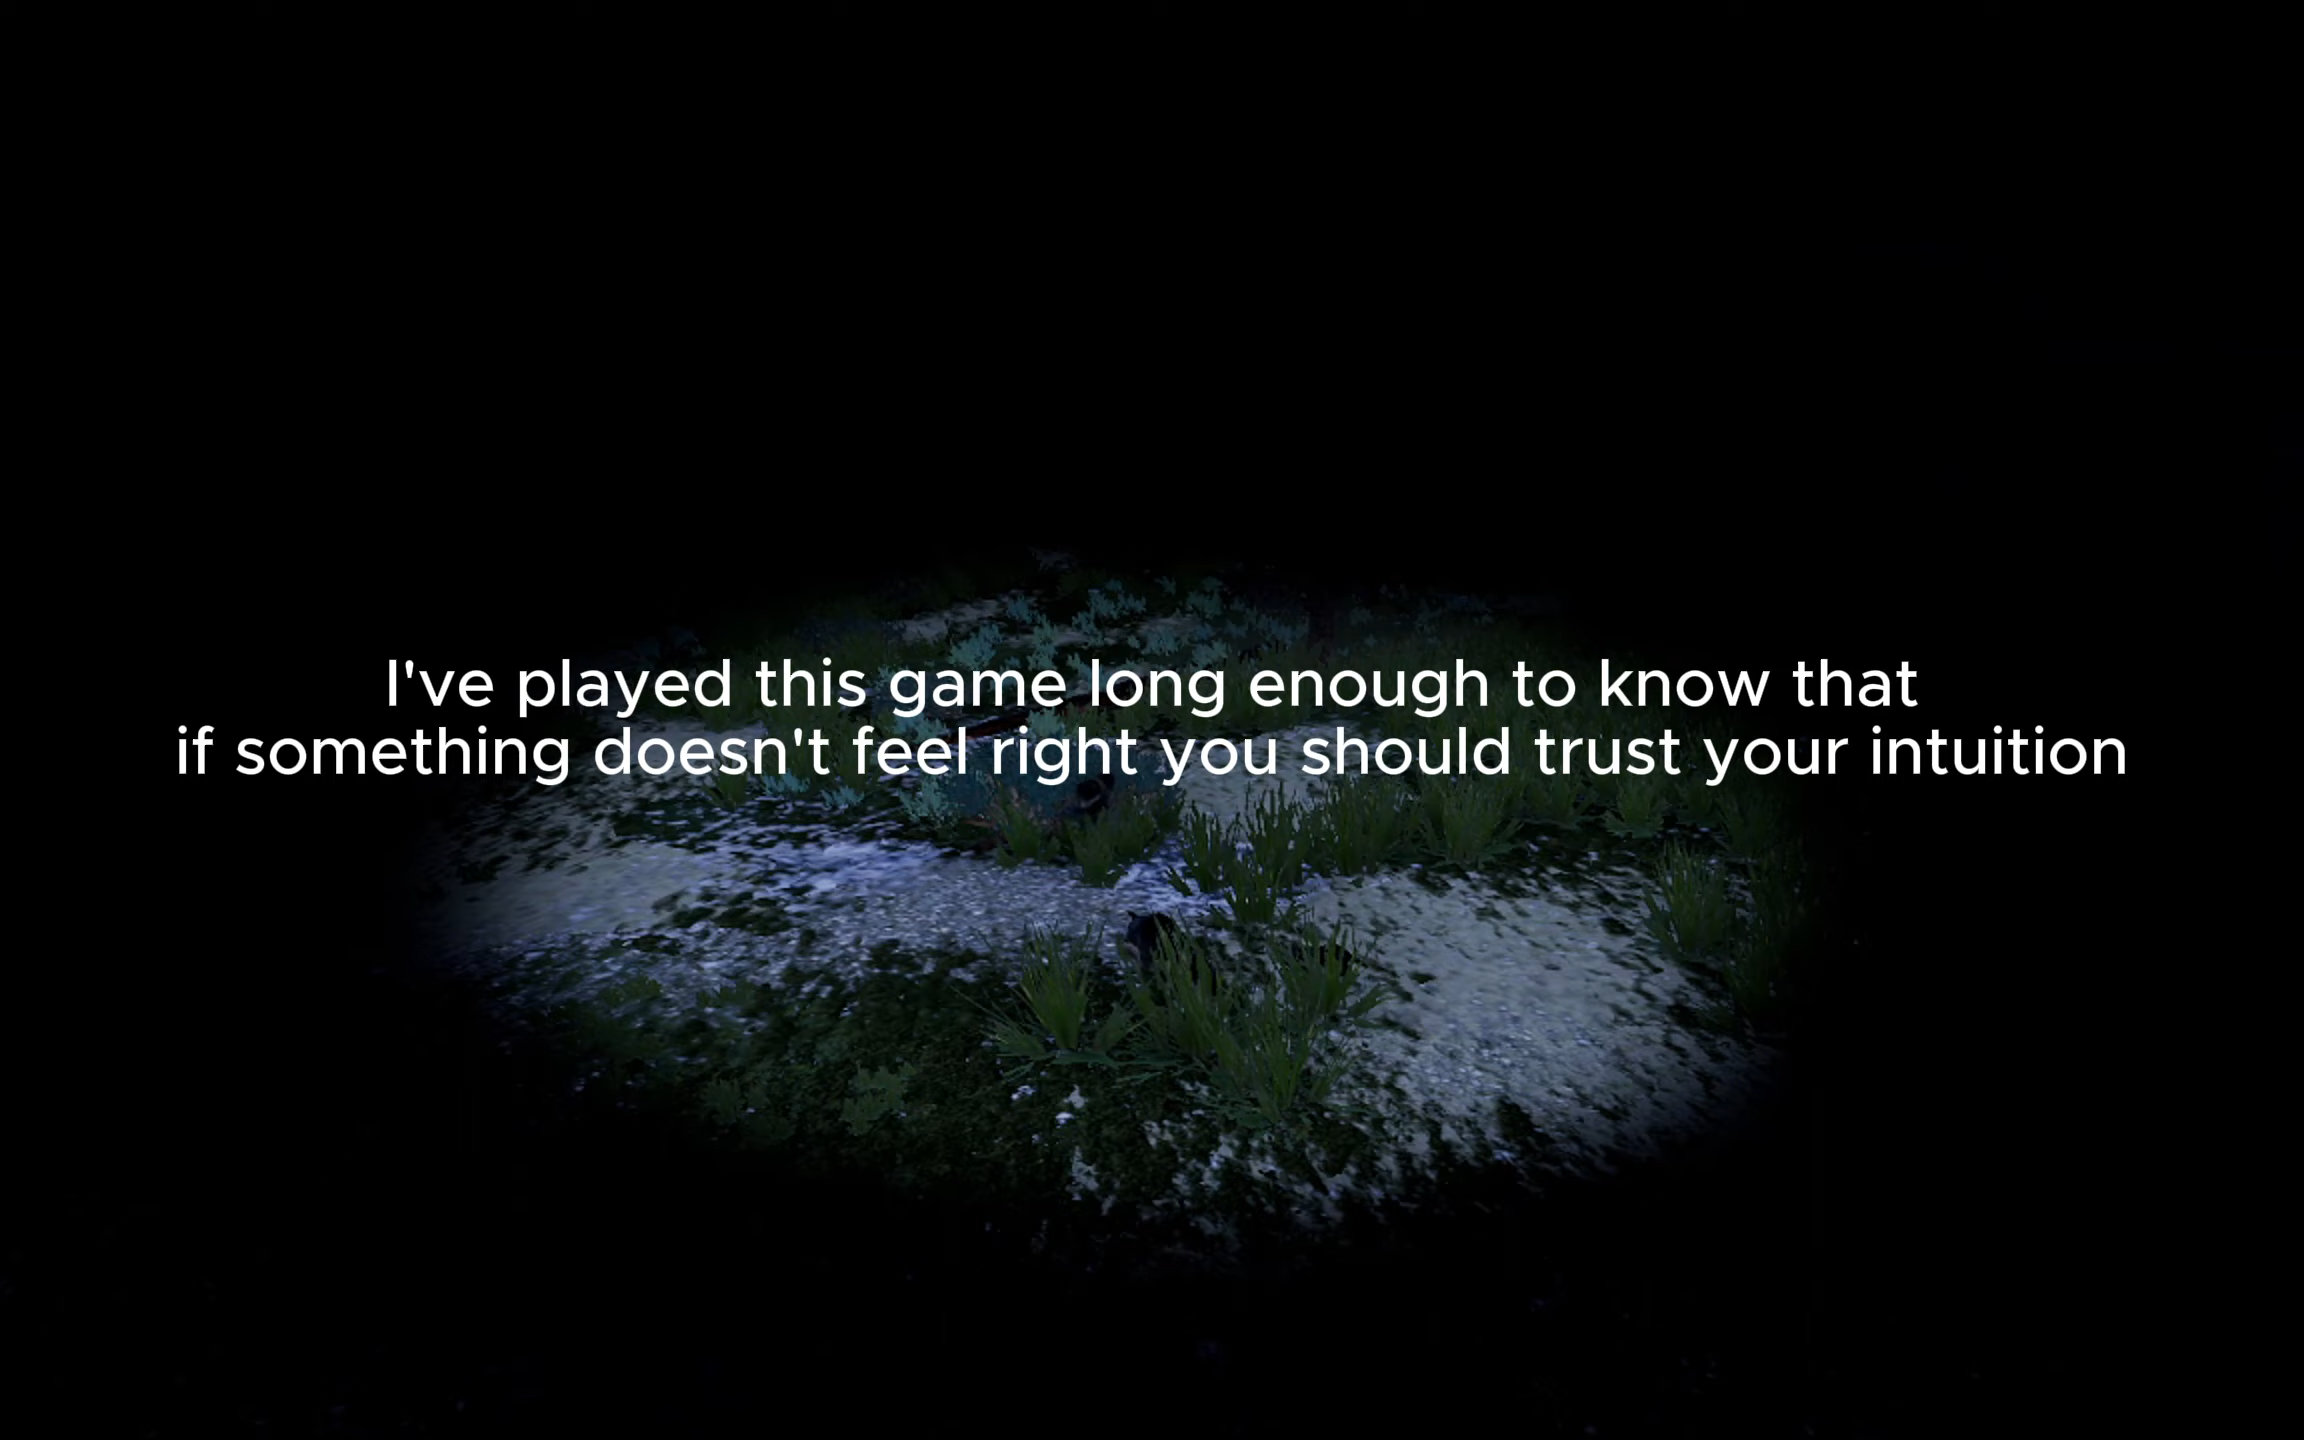 I've played this game long enough to know that
if something doesn't feel right you should trust your intuition